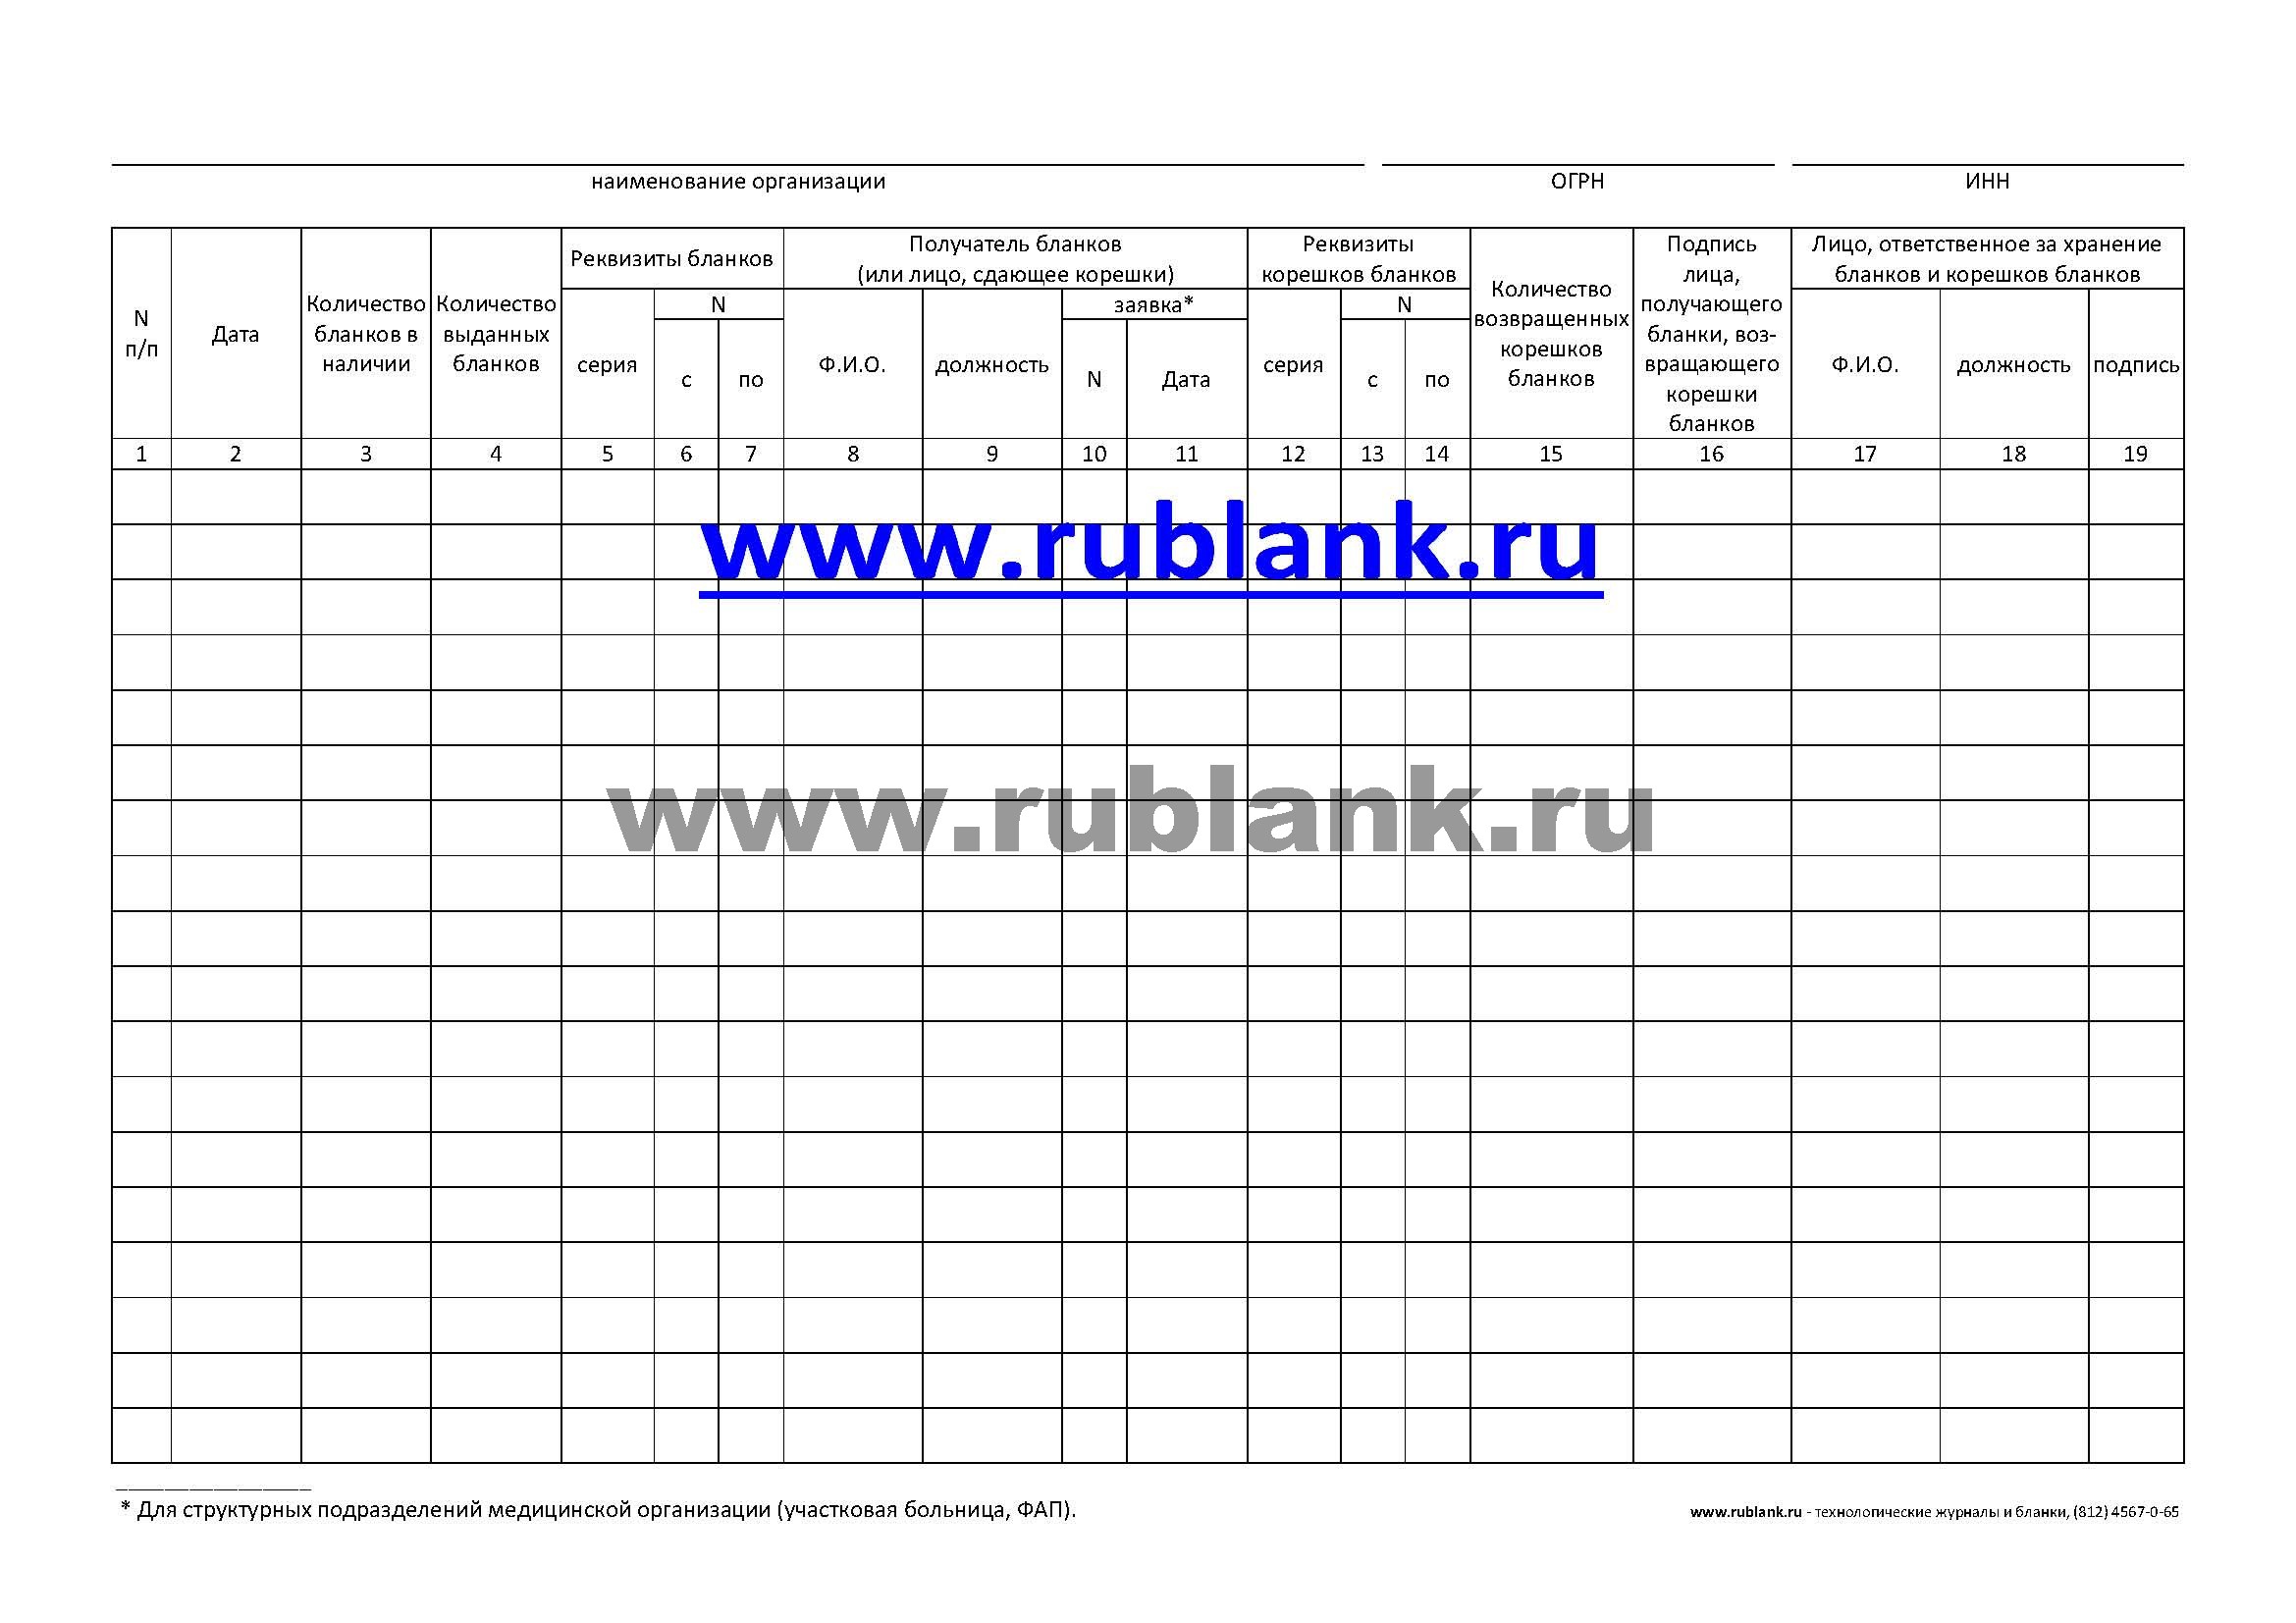 наименование организации ОГРН ИНН
N п/п
Дата
Количество бланков в наличии
Количество выданных бланков
Реквизиты бланков
серия
N
с
по
Получатель бланков
(или лицо, сдающее корешки)
Ф.И.О.
должность
заявка*
N
Дата
Реквизиты
корешков бланков
серия
N
с
по
Количество
возвращенных
корешков
бланков
Подпись
лица,
получающего
бланки, воз-
вращающего
корешки
бланков
Лицо, ответственное за хранение
бланков и корешков бланков
Ф.И.О.
должность
подпись
1 2 3 4 5 6 7 8 9 10 11 12 13 14 15 16 17 18 19
www.rublank.ru
www.rublank.ru
* Для структурных подразделений медицинской организации (участковая больница, ФАП).
www.rublank.ru - технологические журналы и бланки, (812) 4567-0-65